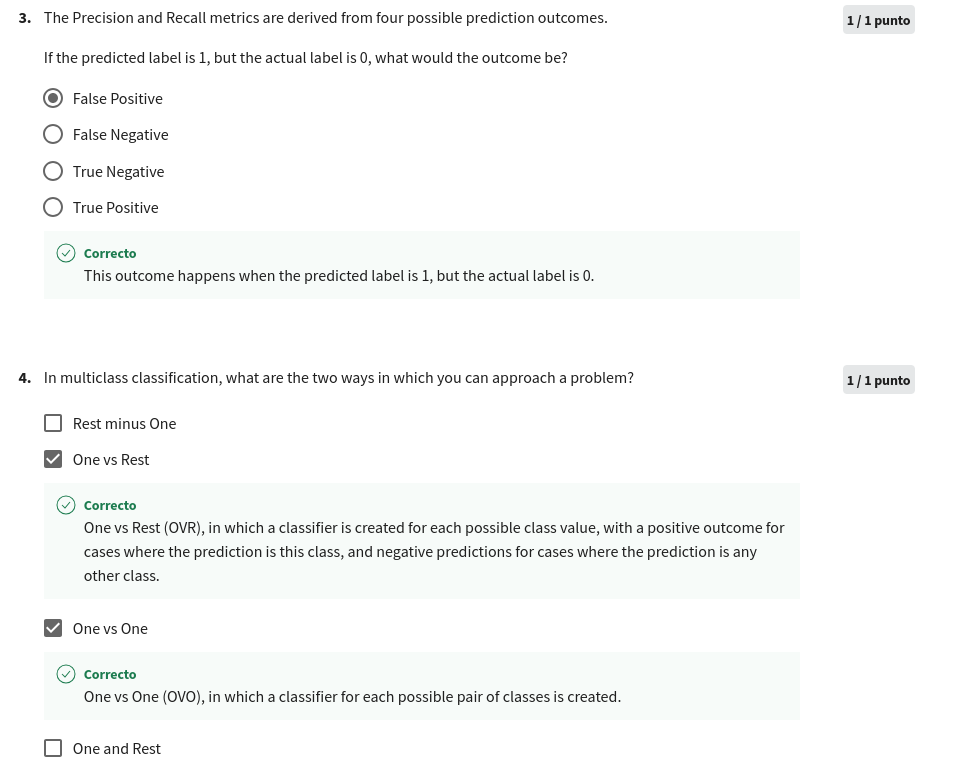 3. The Precision and Recall metrics are derived from four possible prediction outcomes.
1 / 1 punto
If the predicted label is 1, but the actual label is 0, what would the outcome be?
False Positive
False Negative
True Negative
True Positive
Correcto
This outcome happens when the predicted label is 1, but the actual label is 0.
4. In multiclass classification, what are the two ways in which you can approach a problem?
1 / 1 punto
Rest minus One
One vs Rest
Correcto
One vs Rest (OVR), in which a classifier is created for each possible class value, with a positive outcome for
cases where the prediction is this class, and negative predictions for cases where the prediction is any
other class.
One vs One
Correcto
One vs One (OVO), in which a classifier for each possible pair of classes is created.
One and Rest